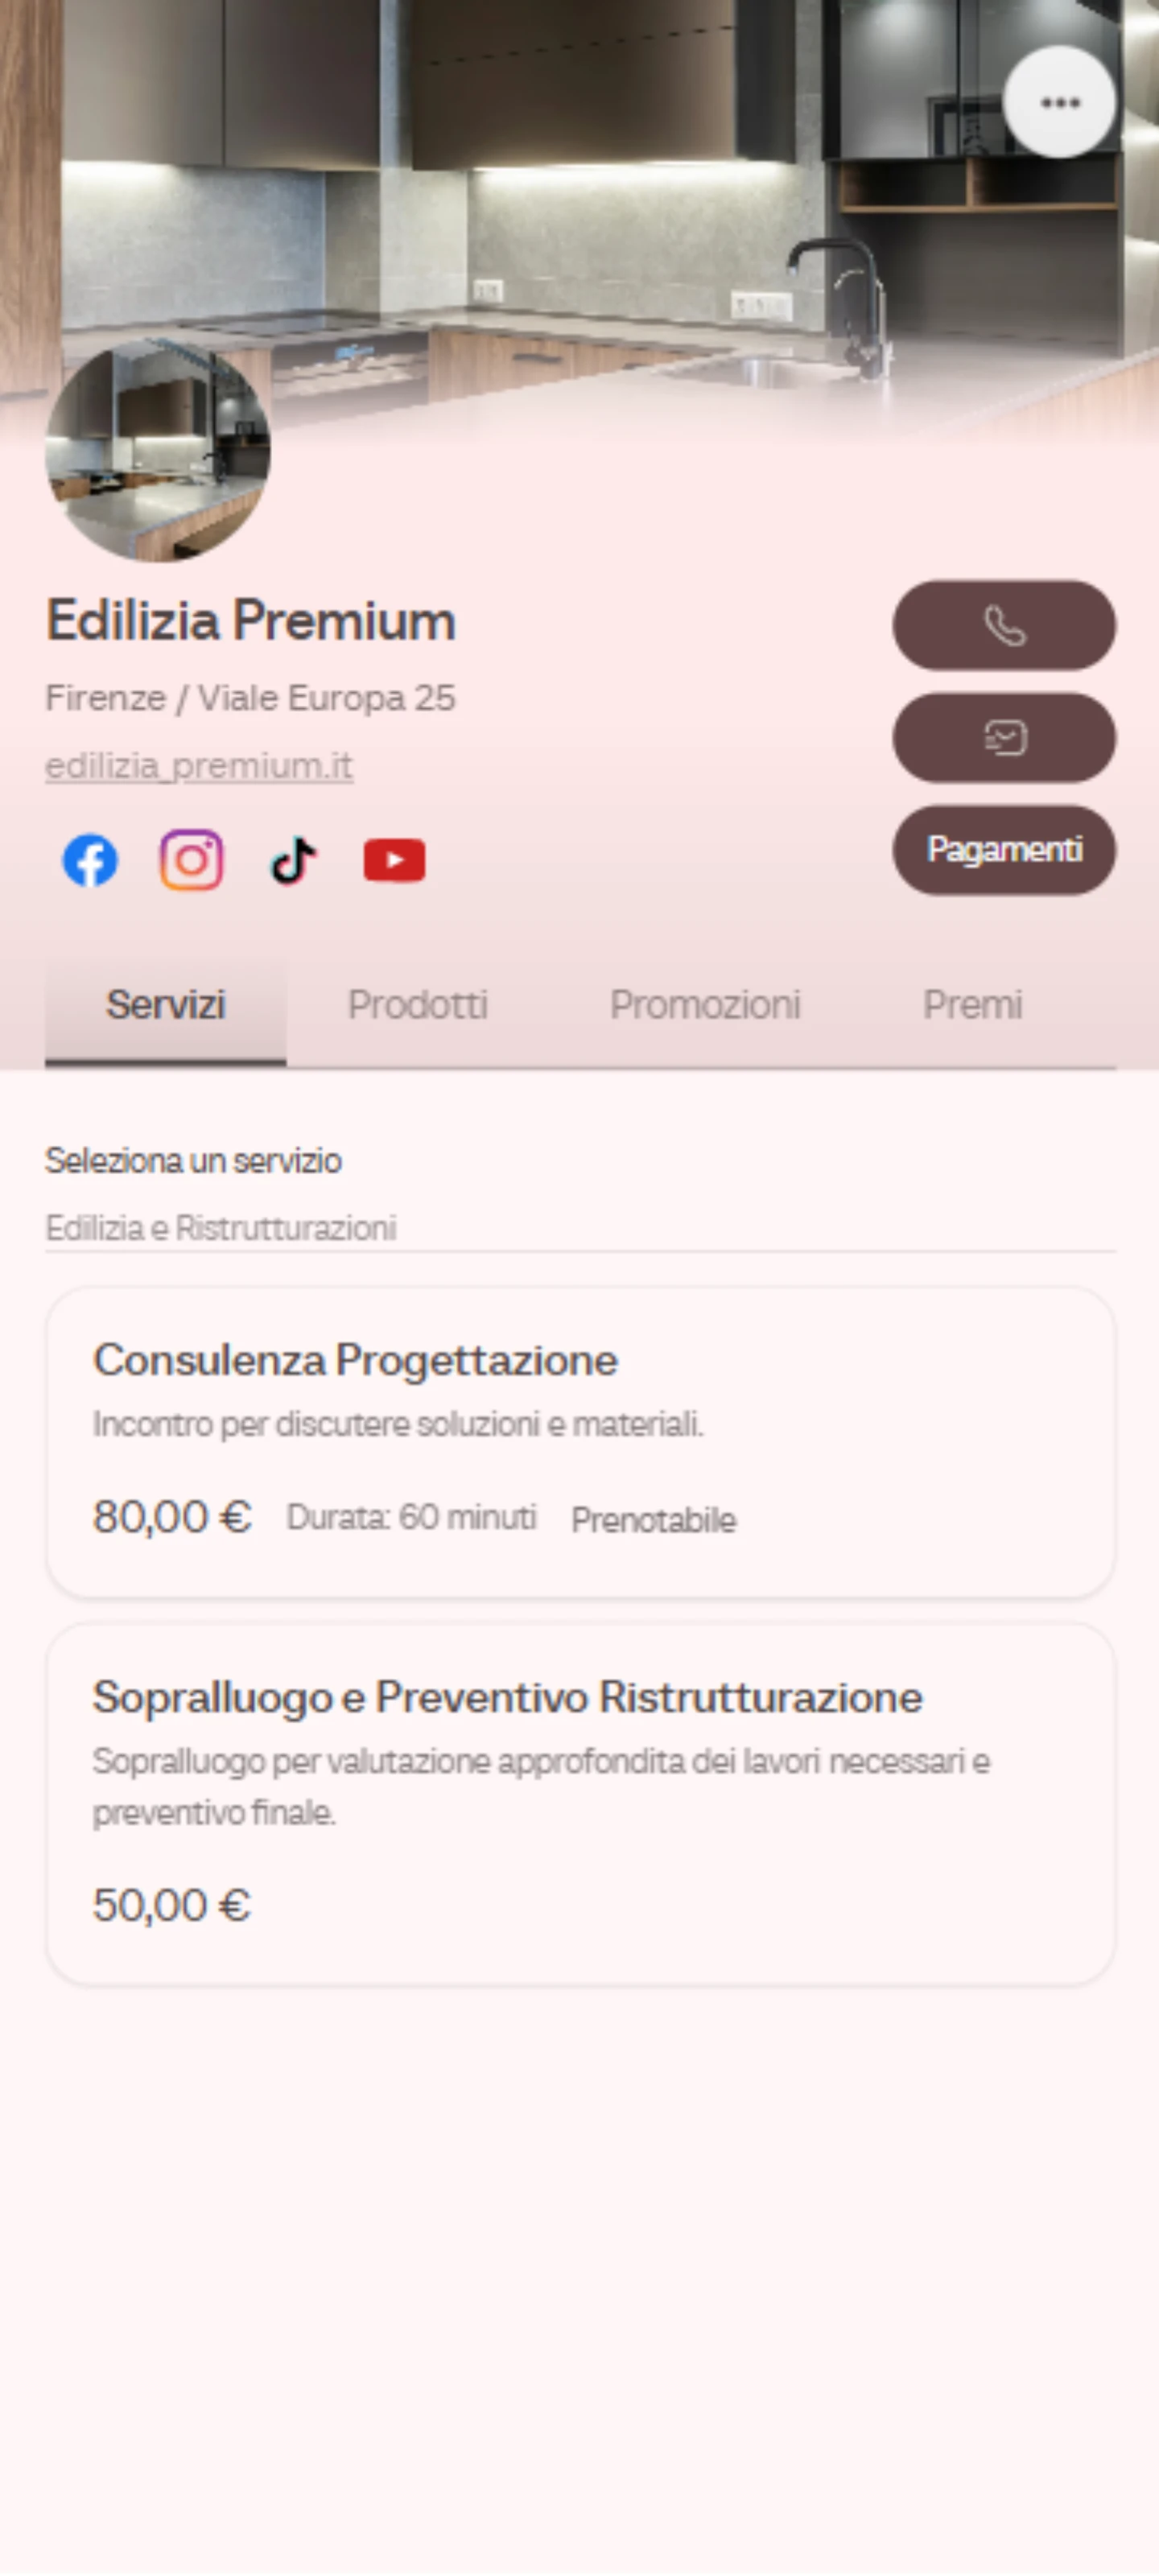 Edilizia Premium
Firenze / Viale Europa 25
edilizia_premium.it
Pagamenti
Servizi Prodotti Promozioni Premi
Seleziona un servizio
Edilizia e Ristrutturazioni
Consulenza Progettazione
Incontro per discutere soluzioni e materiali.
80,00 € Durata: 60 minuti Prenotabile
Sopralluogo e Preventivo Ristrutturazione
Sopralluogo per valutazione approfondita dei lavori necessari e
preventivo finale.
50,00 €